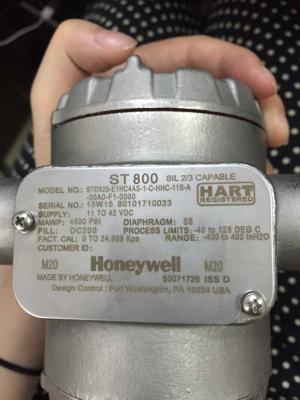 ST 800 SIL 2/3 CAPABLE
MODEL NO.: STD820-E1HC4AS-1-C-HHC-11S-A
-00A0-F1-0000
HART
REGISTERED
SERIAL NO.: 15W15 80101710033
SUPPLY: 11 TO 42 VDC
MAWP: 4500 PSI DIAPHRAGM: SS
FILL: DC200 PROCESS LIMITS: -40 to 125 DEG C
FACT. CAL: 0 TO 24.908 Kpa RANGE: -400 to 400 InH2O
CUSTOMER ID:
M20 Honeywell M20
MADE BY HONEYWELL 50071726 ISS D
Design Control : Fort Washington, PA 19034 USA